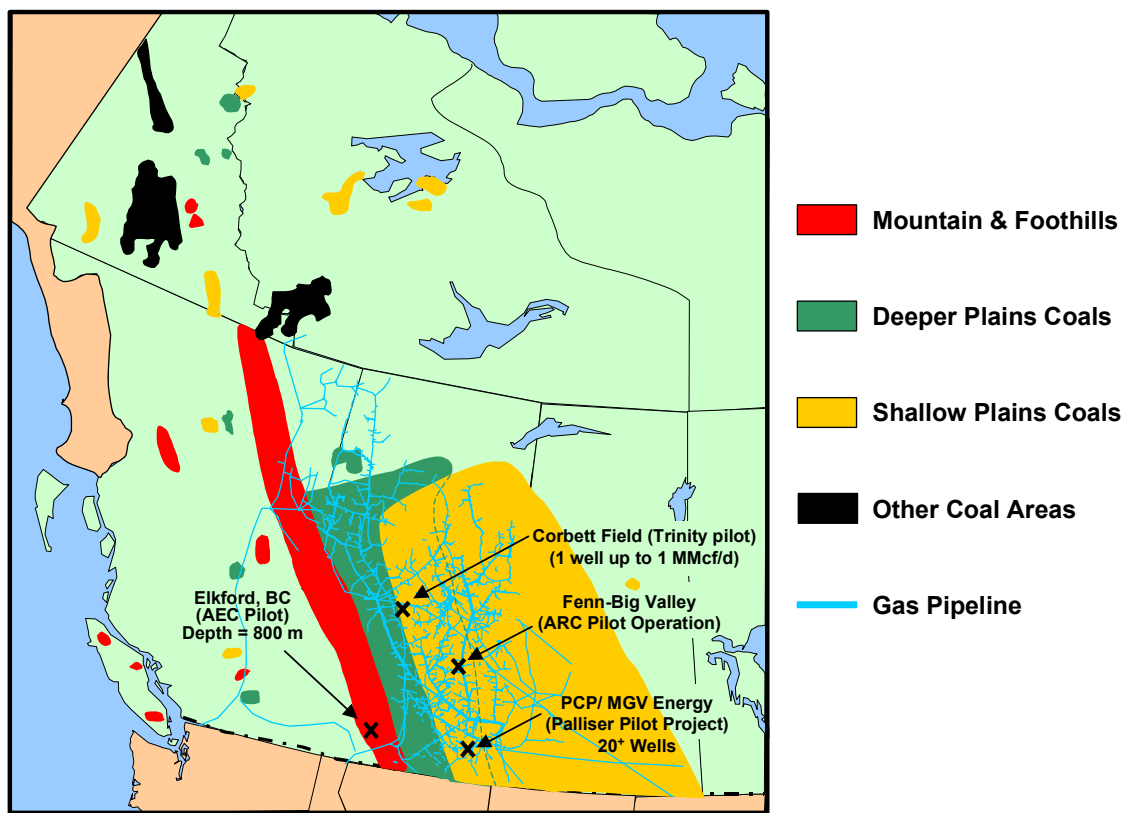 Corbett Field (Trinity pilot)
(1 well up to 1 MMcf/d)
Elkford, BC
(AEC Pilot)
Depth = 800 m
Fenn-Big Valley
(ARC Pilot Operation)
PCP/ MGV Energy
(Palliser Pilot Project)
20⁺ Wells
Mountain & Foothills
Deeper Plains Coals
Shallow Plains Coals
Other Coal Areas
Gas Pipeline